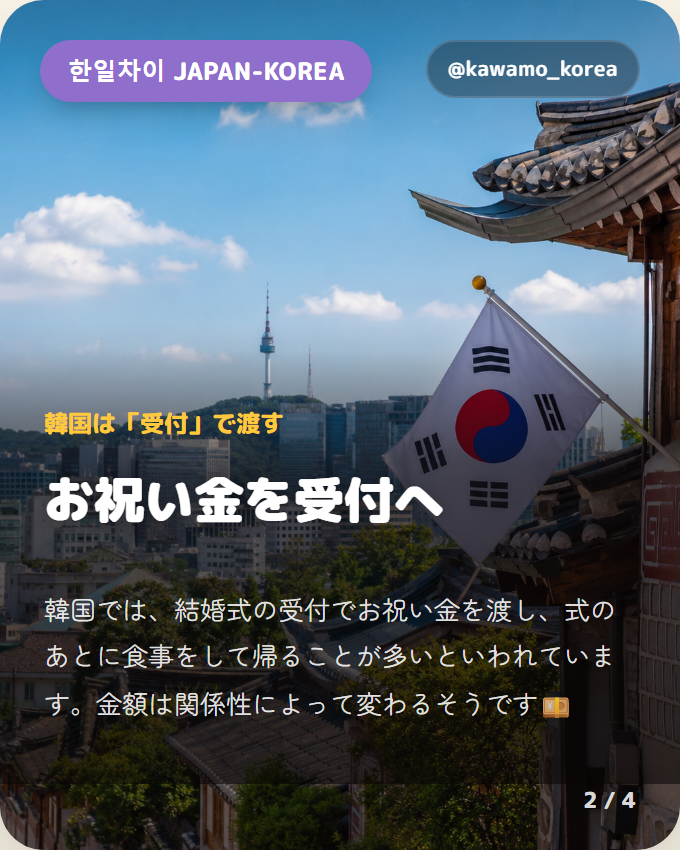 한일차이 JAPAN-KOREA
@kawamo_korea
韓国は「受付」で渡す
お祝い金を受付へ
韓国では、結婚式の受付でお祝い金を渡し、式の
あとに食事をして帰ることが多いといわれていま
す。金額は関係性によって変わるそうです💴
2 / 4